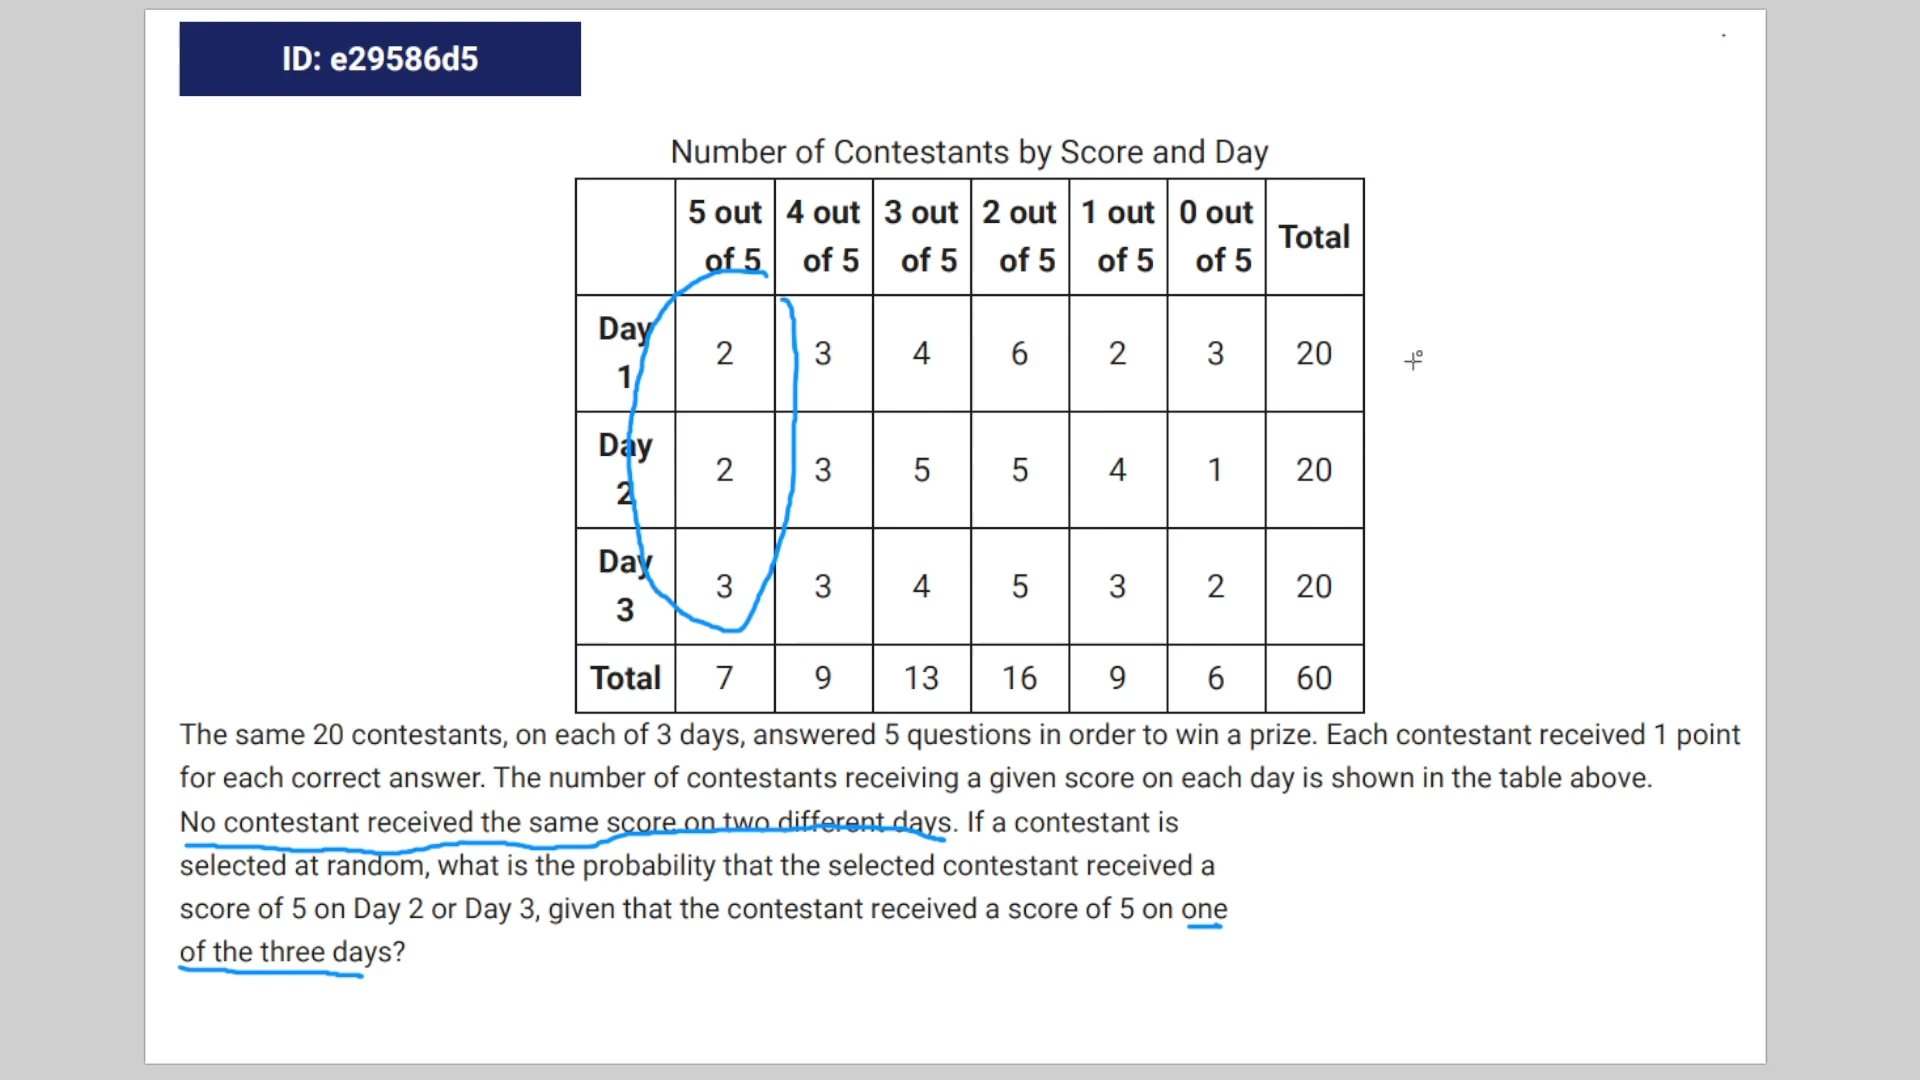 ID: e29586d5
Number of Contestants by Score and Day
5 out of 5 4 out of 5 3 out of 5 2 out of 5 1 out of 5 0 out of 5 Total
Day 1 2 3 4 6 2 3 20
Day 2 2 3 5 5 4 1 20
Day 3 3 3 4 5 3 2 20
Total 7 9 13 16 9 6 60
The same 20 contestants, on each of 3 days, answered 5 questions in order to win a prize. Each contestant received 1 point
for each correct answer. The number of contestants receiving a given score on each day is shown in the table above.
No contestant received the same score on two different days. If a contestant is
selected at random, what is the probability that the selected contestant received a
score of 5 on Day 2 or Day 3, given that the contestant received a score of 5 on one
of the three days?